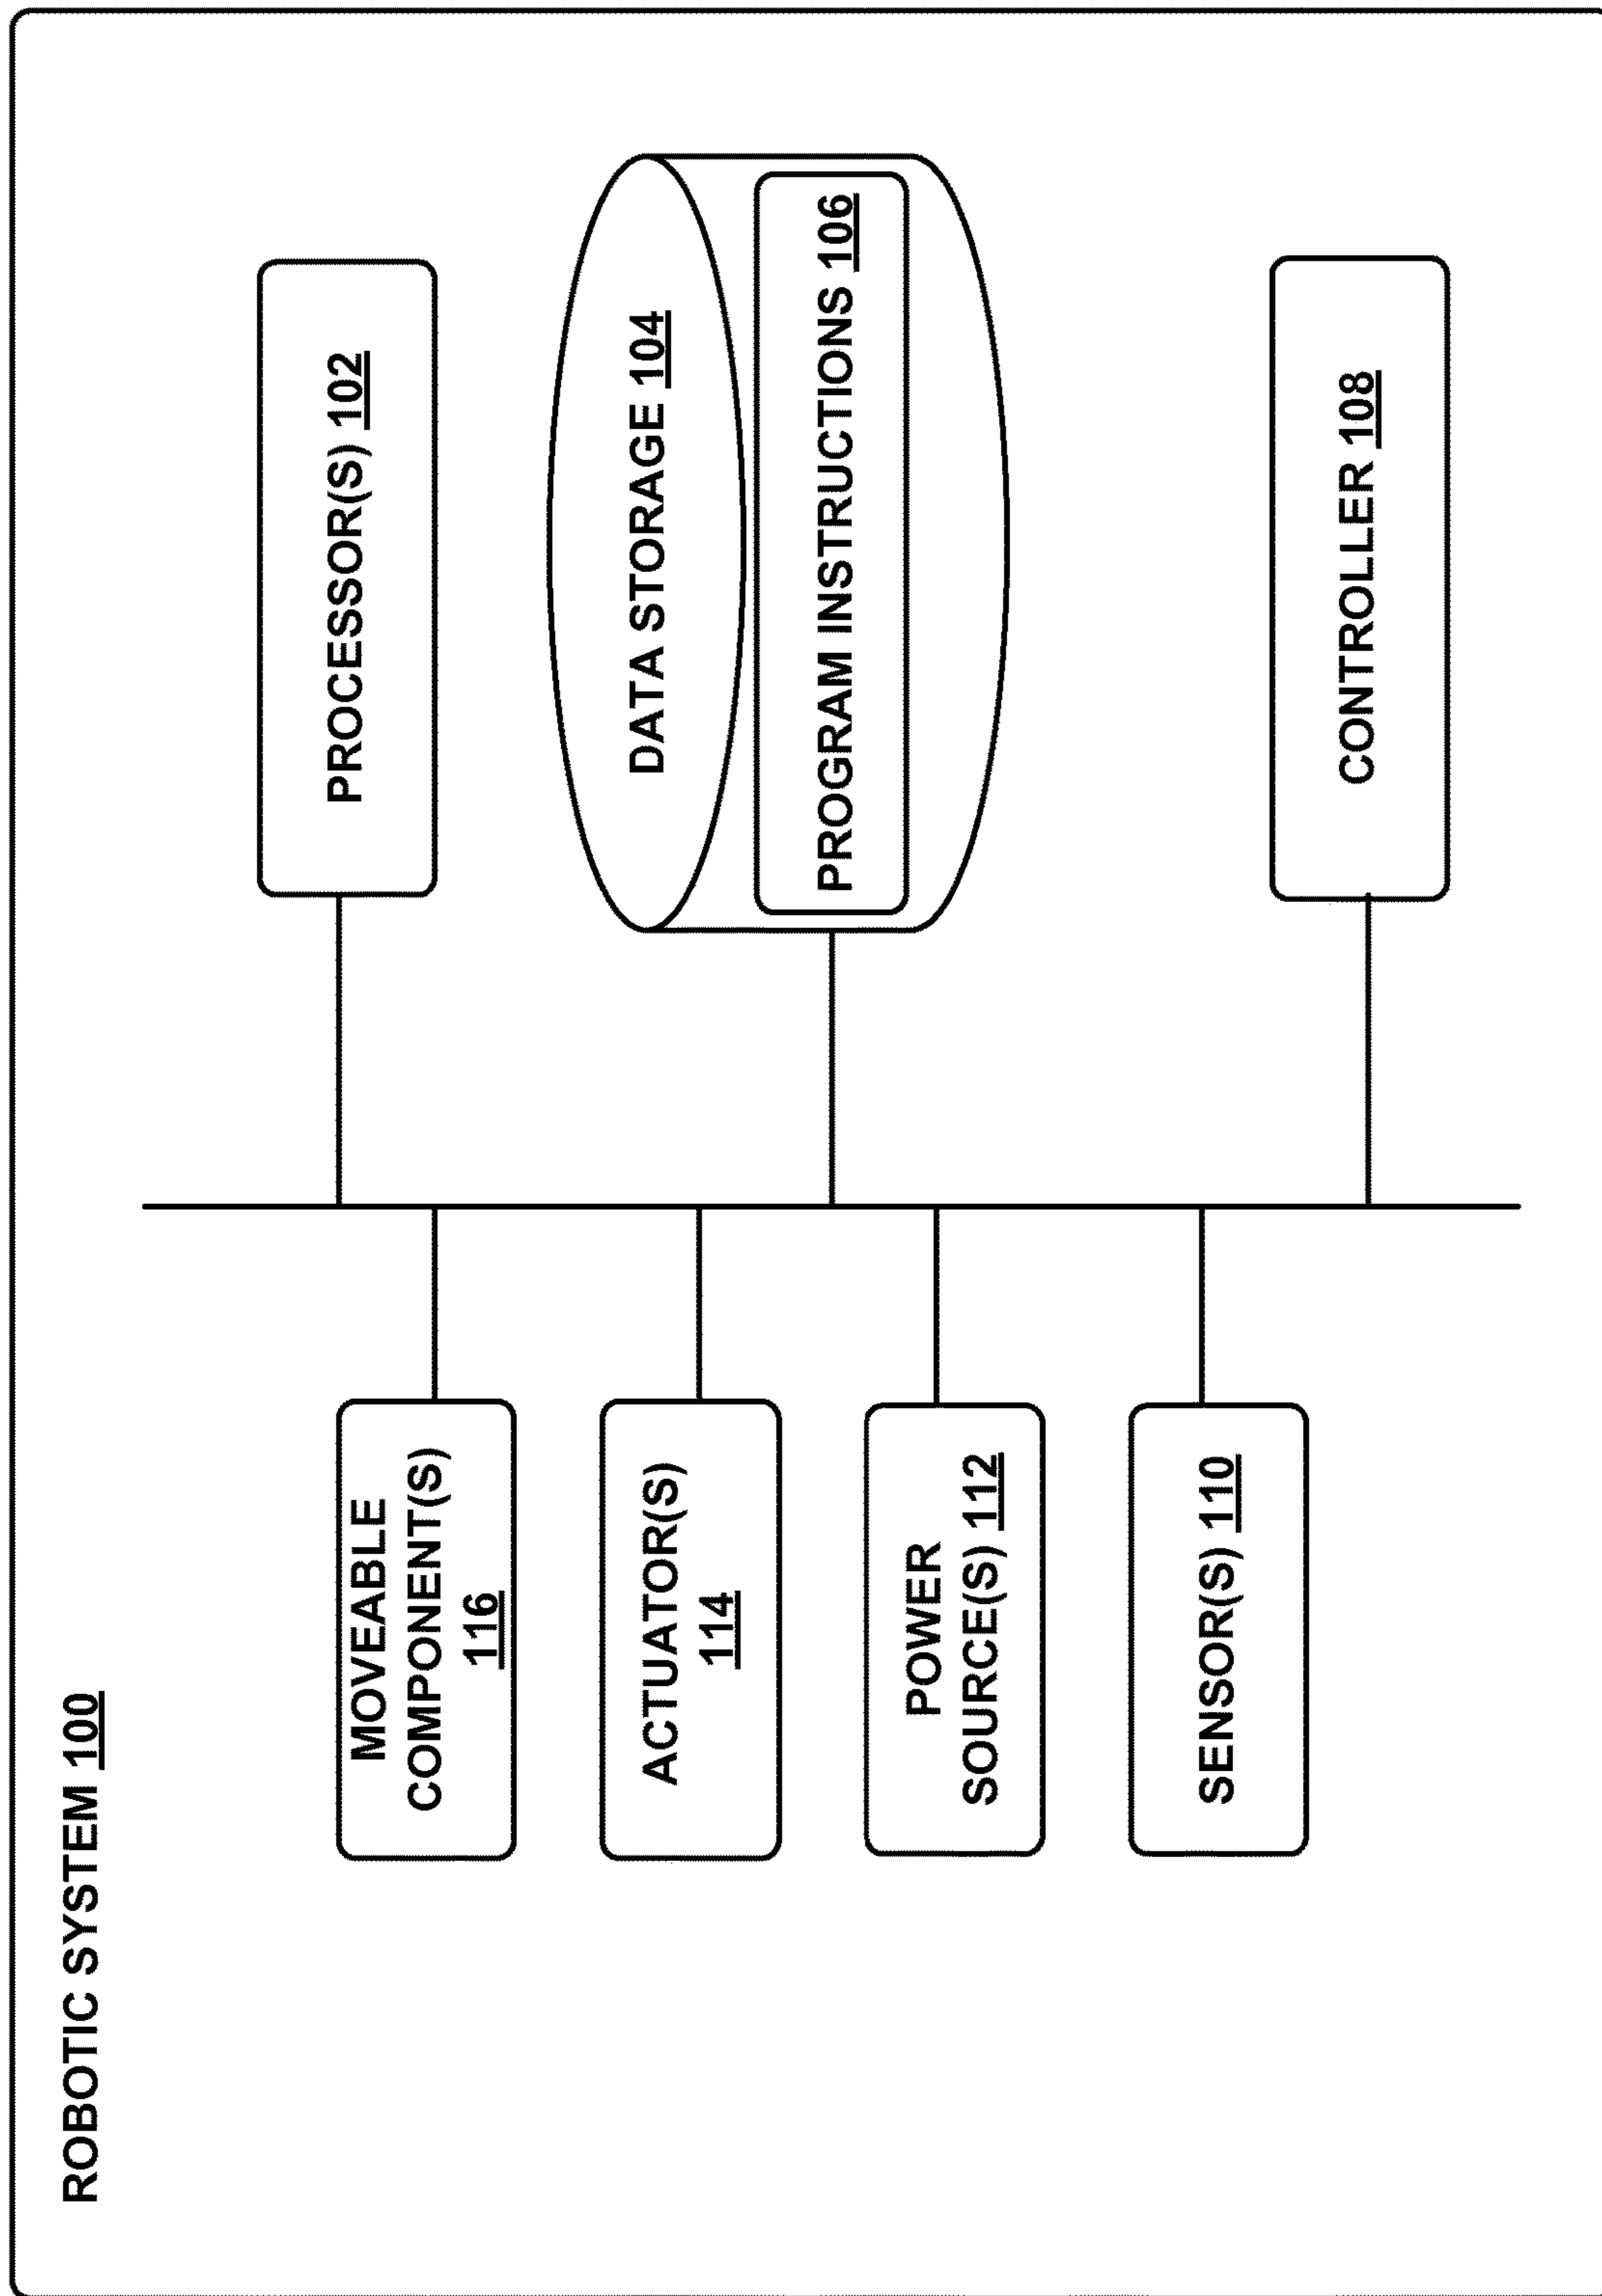 ROBOTIC SYSTEM 100
MOVEABLE
COMPONENT(S)
116
ACTUATOR(S)
114
POWER
SOURCE(S) 112
SENSOR(S) 110
PROCESSOR(S) 102
DATA STORAGE 104
PROGRAM INSTRUCTIONS 106
CONTROLLER 108